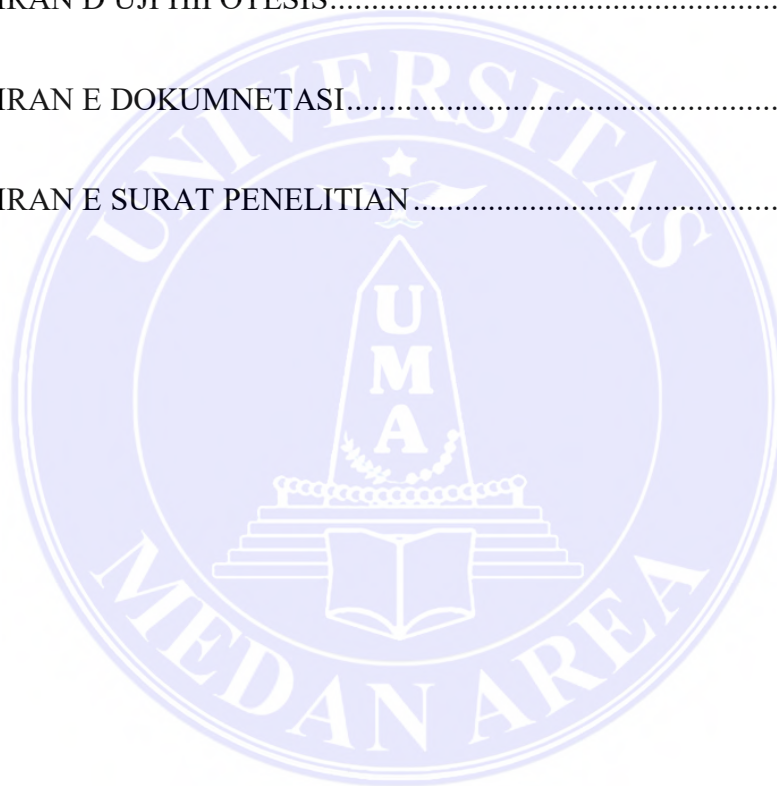 IRAN D UJI HIPOTESIS........................................................
IRAN E DOKUMNETASI......................................................
IRAN E SURAT PENELITIAN..............................................
UNIVERSITAS
UMA
MEDAN AREA